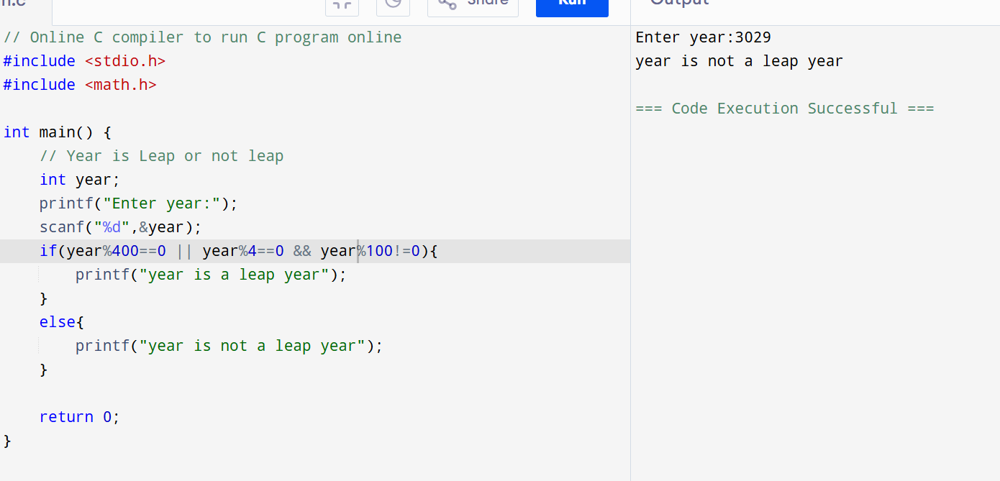 Share
Run
Output
// Online C compiler to run C program online
#include <stdio.h>
#include <math.h>
int main() {
    // Year is Leap or not leap
    int year;
    printf("Enter year:");
    scanf("%d",&year);
    if(year%400==0 || year%4==0 && year%100!=0){
        printf("year is a leap year");
    }
    else{
        printf("year is not a leap year");
    }
    return 0;
}
Enter year:3029
year is not a leap year
=== Code Execution Successful ===